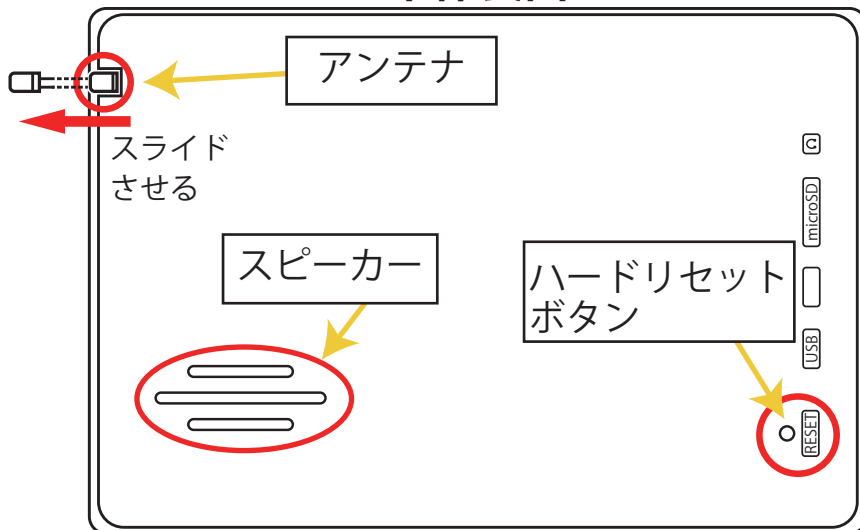 アンテナ
スライド
させる
スピーカー
ハードリセット
ボタン
microSD
USB
RESET